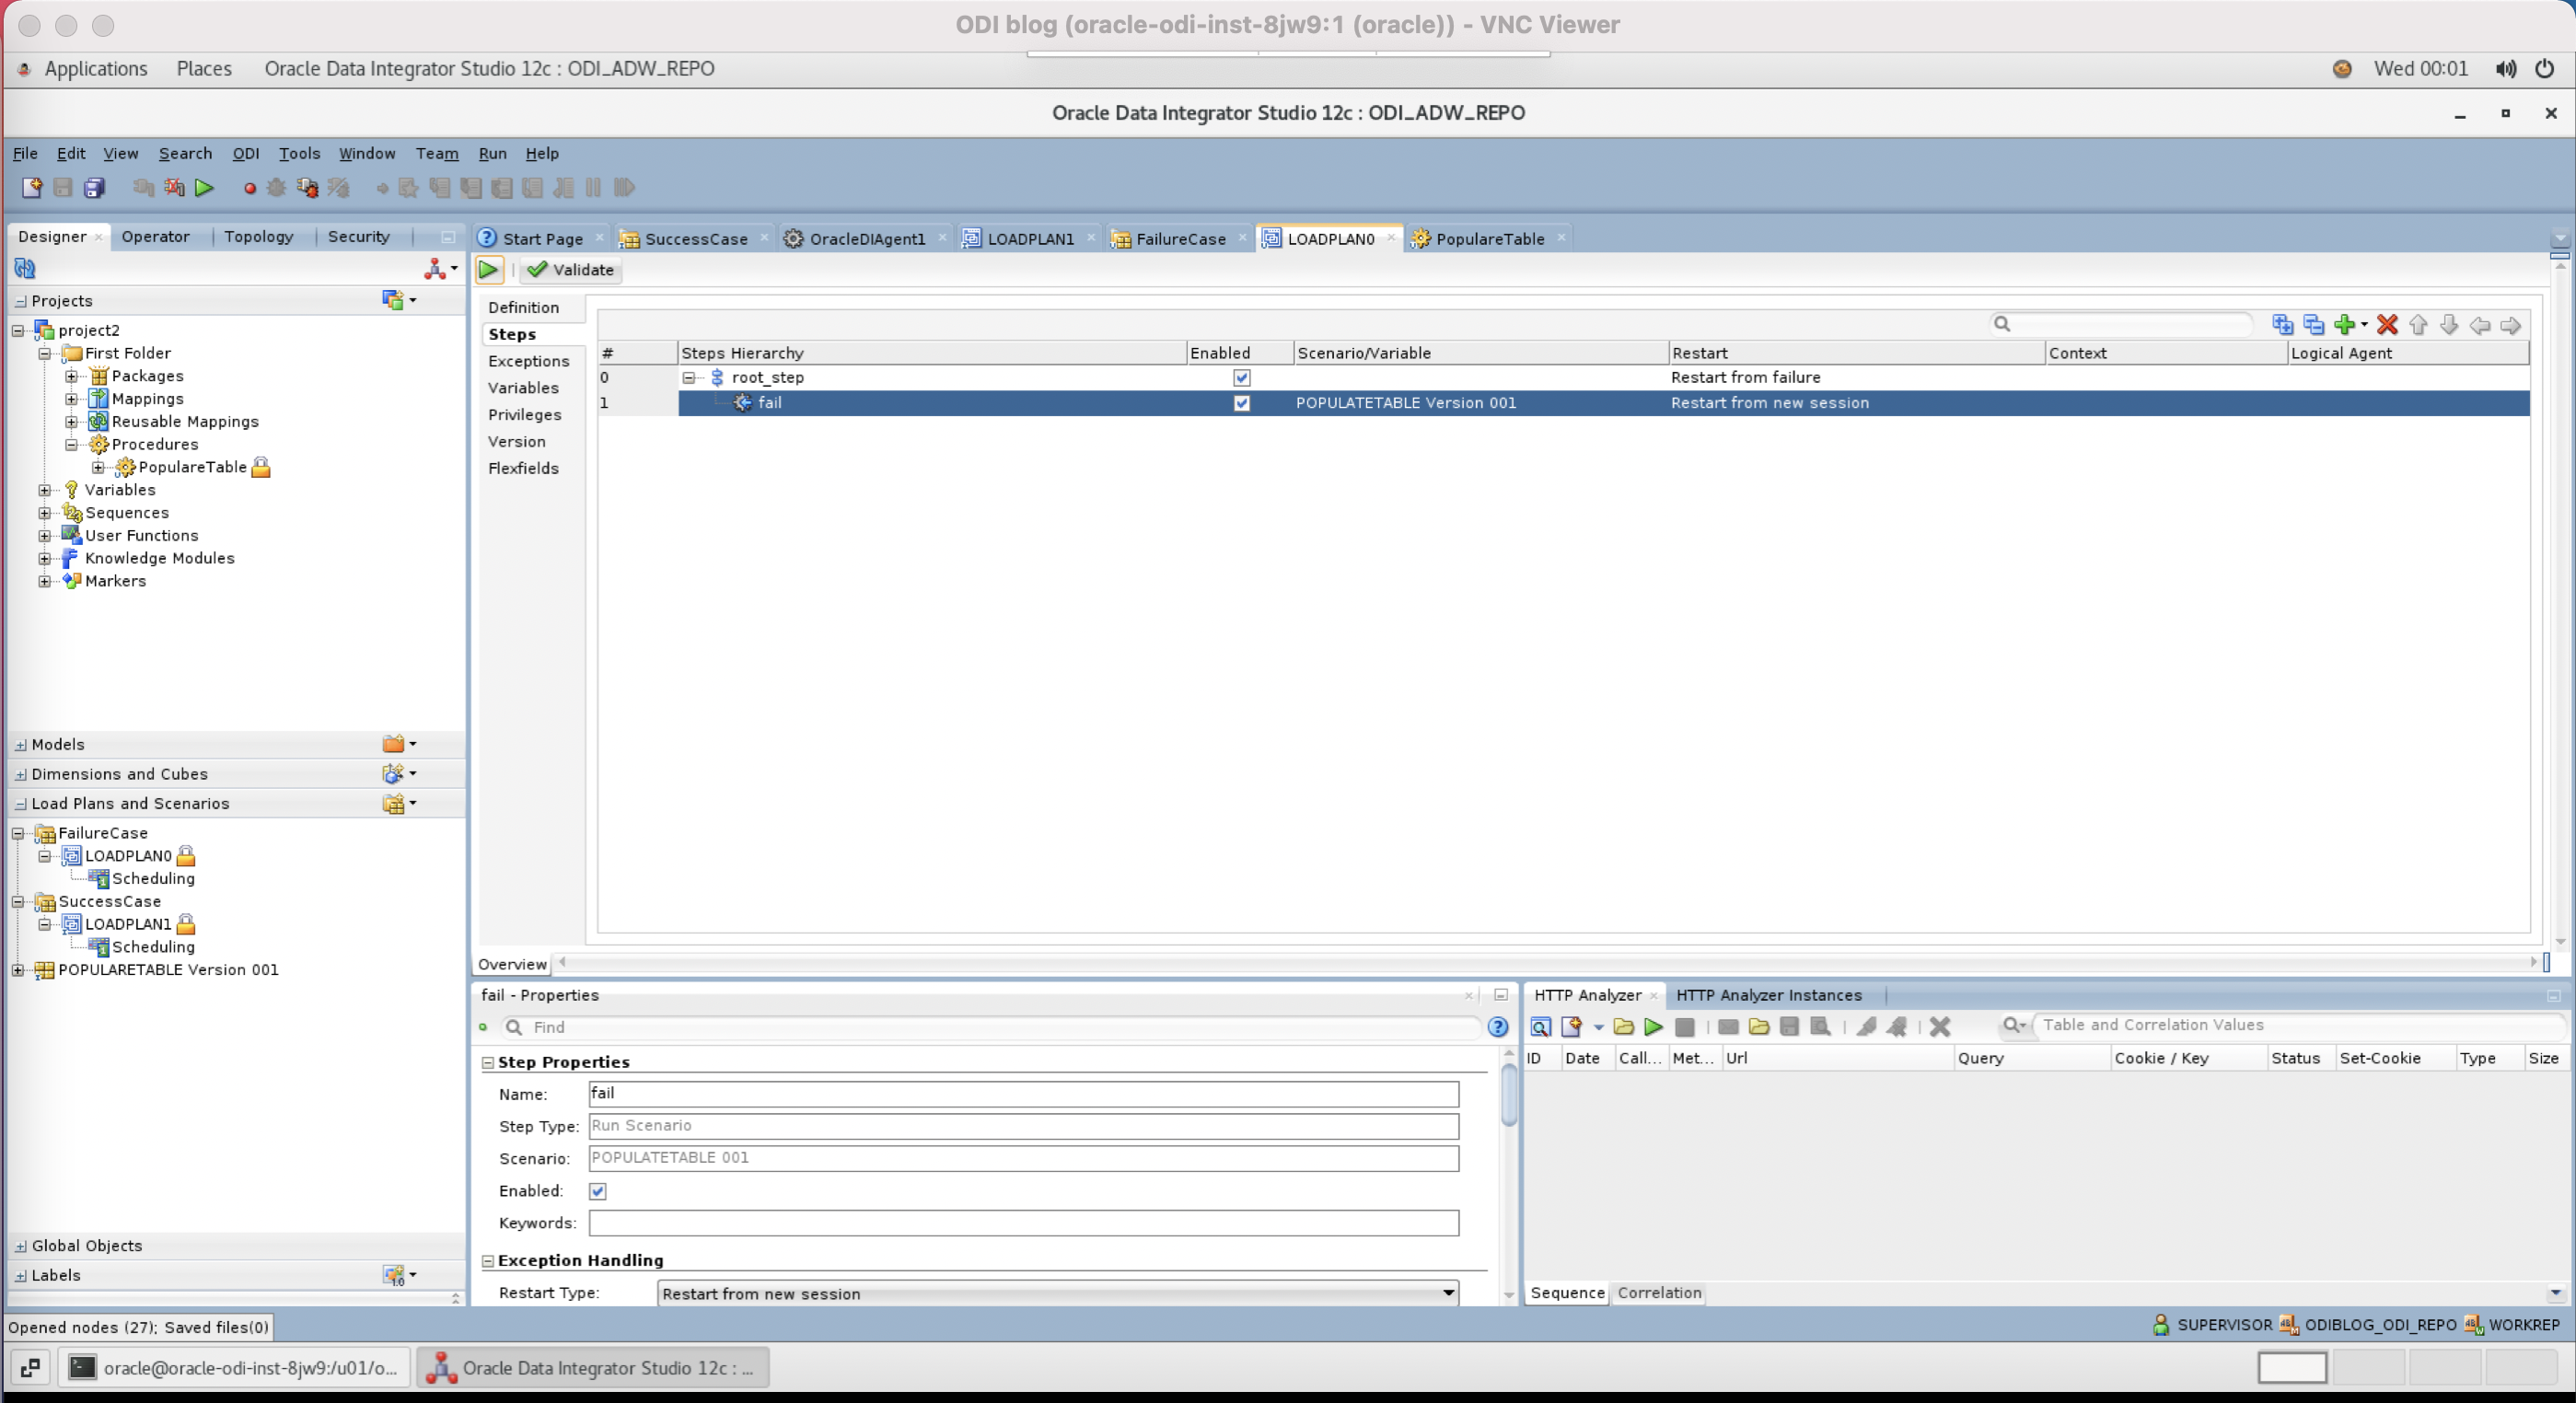 ODI blog (oracle-odi-inst-8jw9:1 (oracle)) - VNC Viewer
Applications Places Oracle Data Integrator Studio 12c : ODI_ADW_REPO Wed 00:01
Oracle Data Integrator Studio 12c : ODI_ADW_REPO
File Edit View Search ODI Tools Window Team Run Help
Designer Operator Topology Security
Start Page SuccessCase OracleDIAgent1 LOADPLAN1 FailureCase LOADPLAN0 PopulareTable
Validate
Projects
project2
First Folder
Packages
Mappings
Reusable Mappings
Procedures
PopulareTable
Variables
Sequences
User Functions
Knowledge Modules
Markers
Models
Dimensions and Cubes
Load Plans and Scenarios
FailureCase
LOADPLAN0
Scheduling
SuccessCase
LOADPLAN1
Scheduling
POPULARETABLE Version 001
Global Objects
Labels
Definition
Steps
Exceptions
Variables
Privileges
Version
Flexfields
# Steps Hierarchy Enabled Scenario/Variable Restart Context Logical Agent
0 root_step Restart from failure
1 fail POPULATETABLE Version 001 Restart from new session
Overview
fail - Properties
Find
Step Properties
Name: fail
Step Type: Run Scenario
Scenario: POPULATETABLE 001
Enabled:
Keywords:
Exception Handling
Restart Type: Restart from new session
HTTP Analyzer HTTP Analyzer Instances
Table and Correlation Values
ID Date Call... Met... Url Query Cookie / Key Status Set-Cookie Type Size
Sequence Correlation
Opened nodes (27); Saved files(0)
SUPERVISOR ODIBLOG_ODI_REPO WORKREP
oracle@oracle-odi-inst-8jw9:/u01/o... Oracle Data Integrator Studio 12c : ...